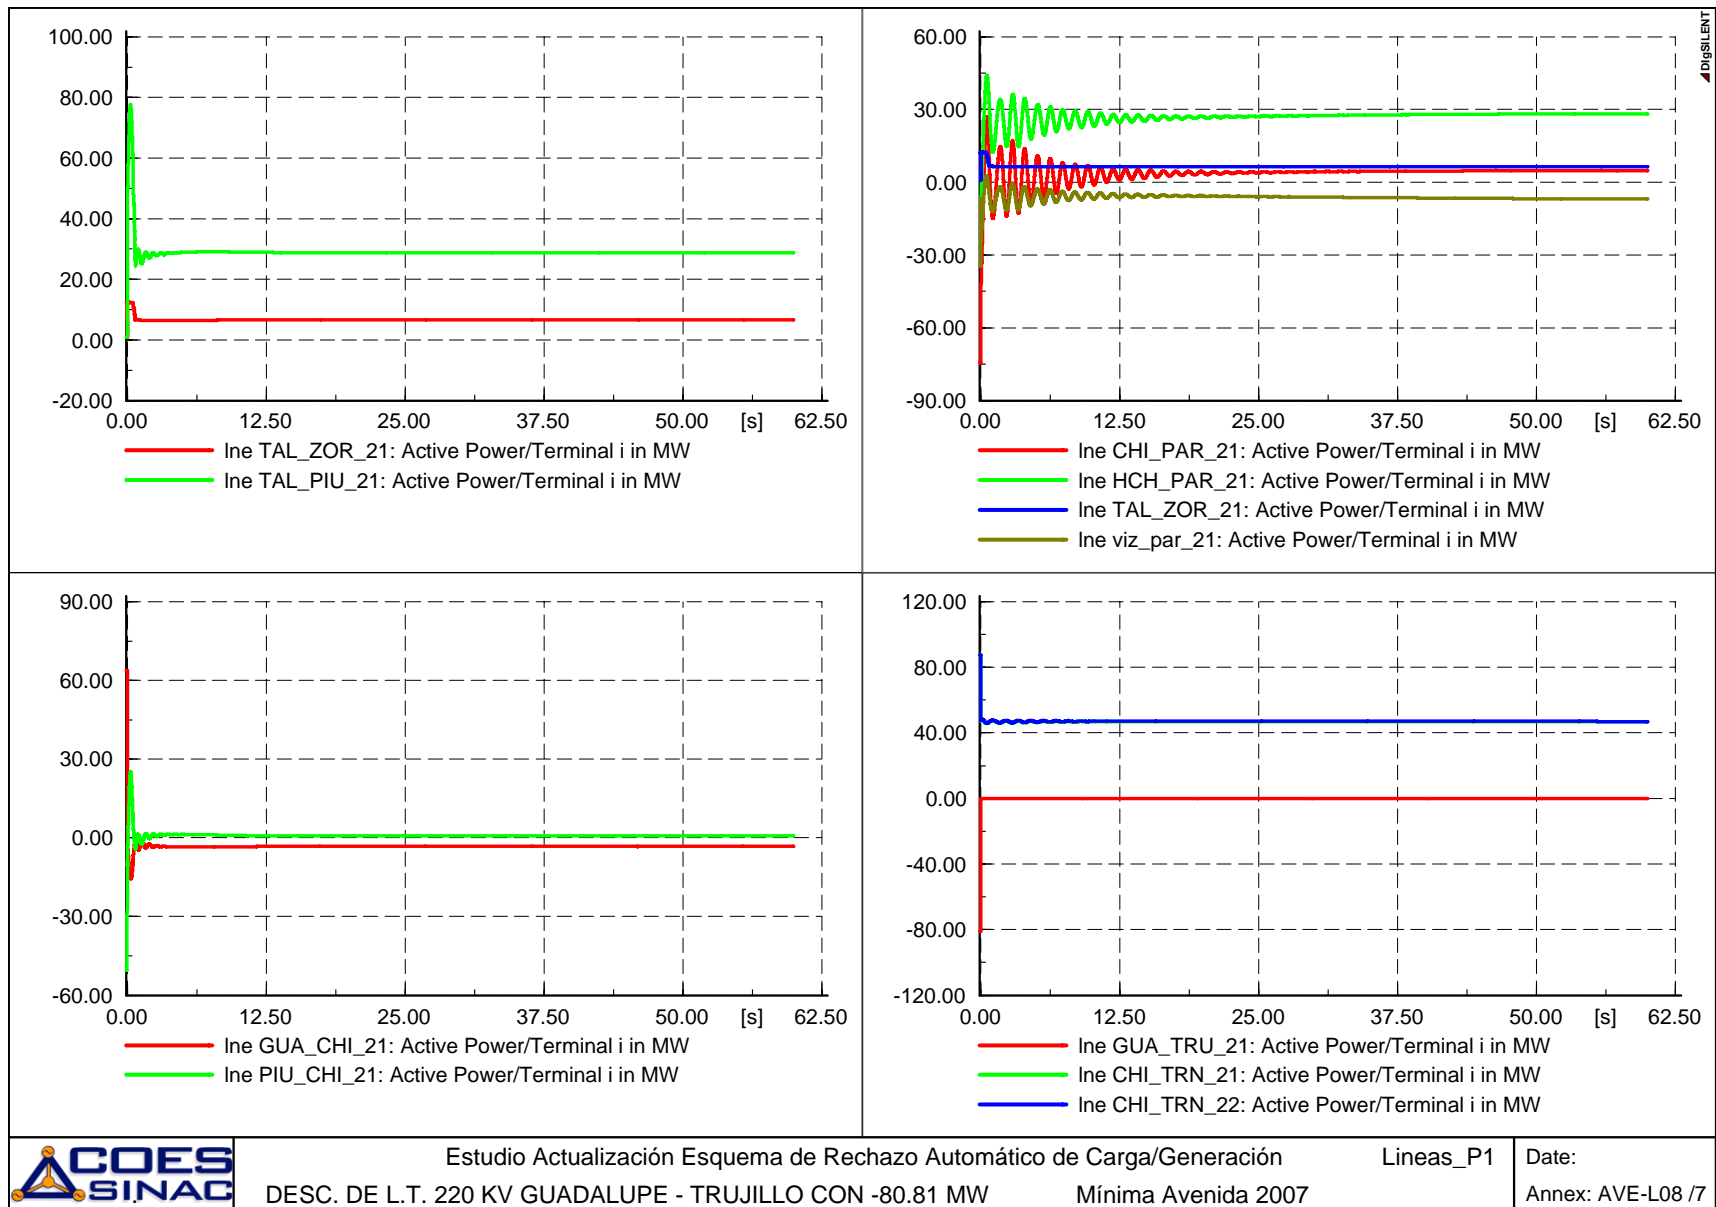 DIgSILENT
100.00
80.00
60.00
40.00
20.00
0.00
-20.00
0.00 12.50 25.00 37.50 50.00 [s] 62.50
lne TAL_ZOR_21: Active Power/Terminal i in MW
lne TAL_PIU_21: Active Power/Terminal i in MW
60.00
30.00
0.00
-30.00
-60.00
-90.00
0.00 12.50 25.00 37.50 50.00 [s] 62.50
lne CHI_PAR_21: Active Power/Terminal i in MW
lne HCH_PAR_21: Active Power/Terminal i in MW
lne TAL_ZOR_21: Active Power/Terminal i in MW
lne viz_par_21: Active Power/Terminal i in MW
90.00
60.00
30.00
0.00
-30.00
-60.00
0.00 12.50 25.00 37.50 50.00 [s] 62.50
lne GUA_CHI_21: Active Power/Terminal i in MW
lne PIU_CHI_21: Active Power/Terminal i in MW
120.00
80.00
40.00
0.00
-40.00
-80.00
-120.00
0.00 12.50 25.00 37.50 50.00 [s] 62.50
lne GUA_TRU_21: Active Power/Terminal i in MW
lne CHI_TRN_21: Active Power/Terminal i in MW
lne CHI_TRN_22: Active Power/Terminal i in MW
COES
SINAC
Estudio Actualización Esquema de Rechazo Automático de Carga/Generación Lineas_P1
DESC. DE L.T. 220 KV GUADALUPE - TRUJILLO CON -80.81 MW Mínima Avenida 2007
Date:
Annex: AVE-L08 /7